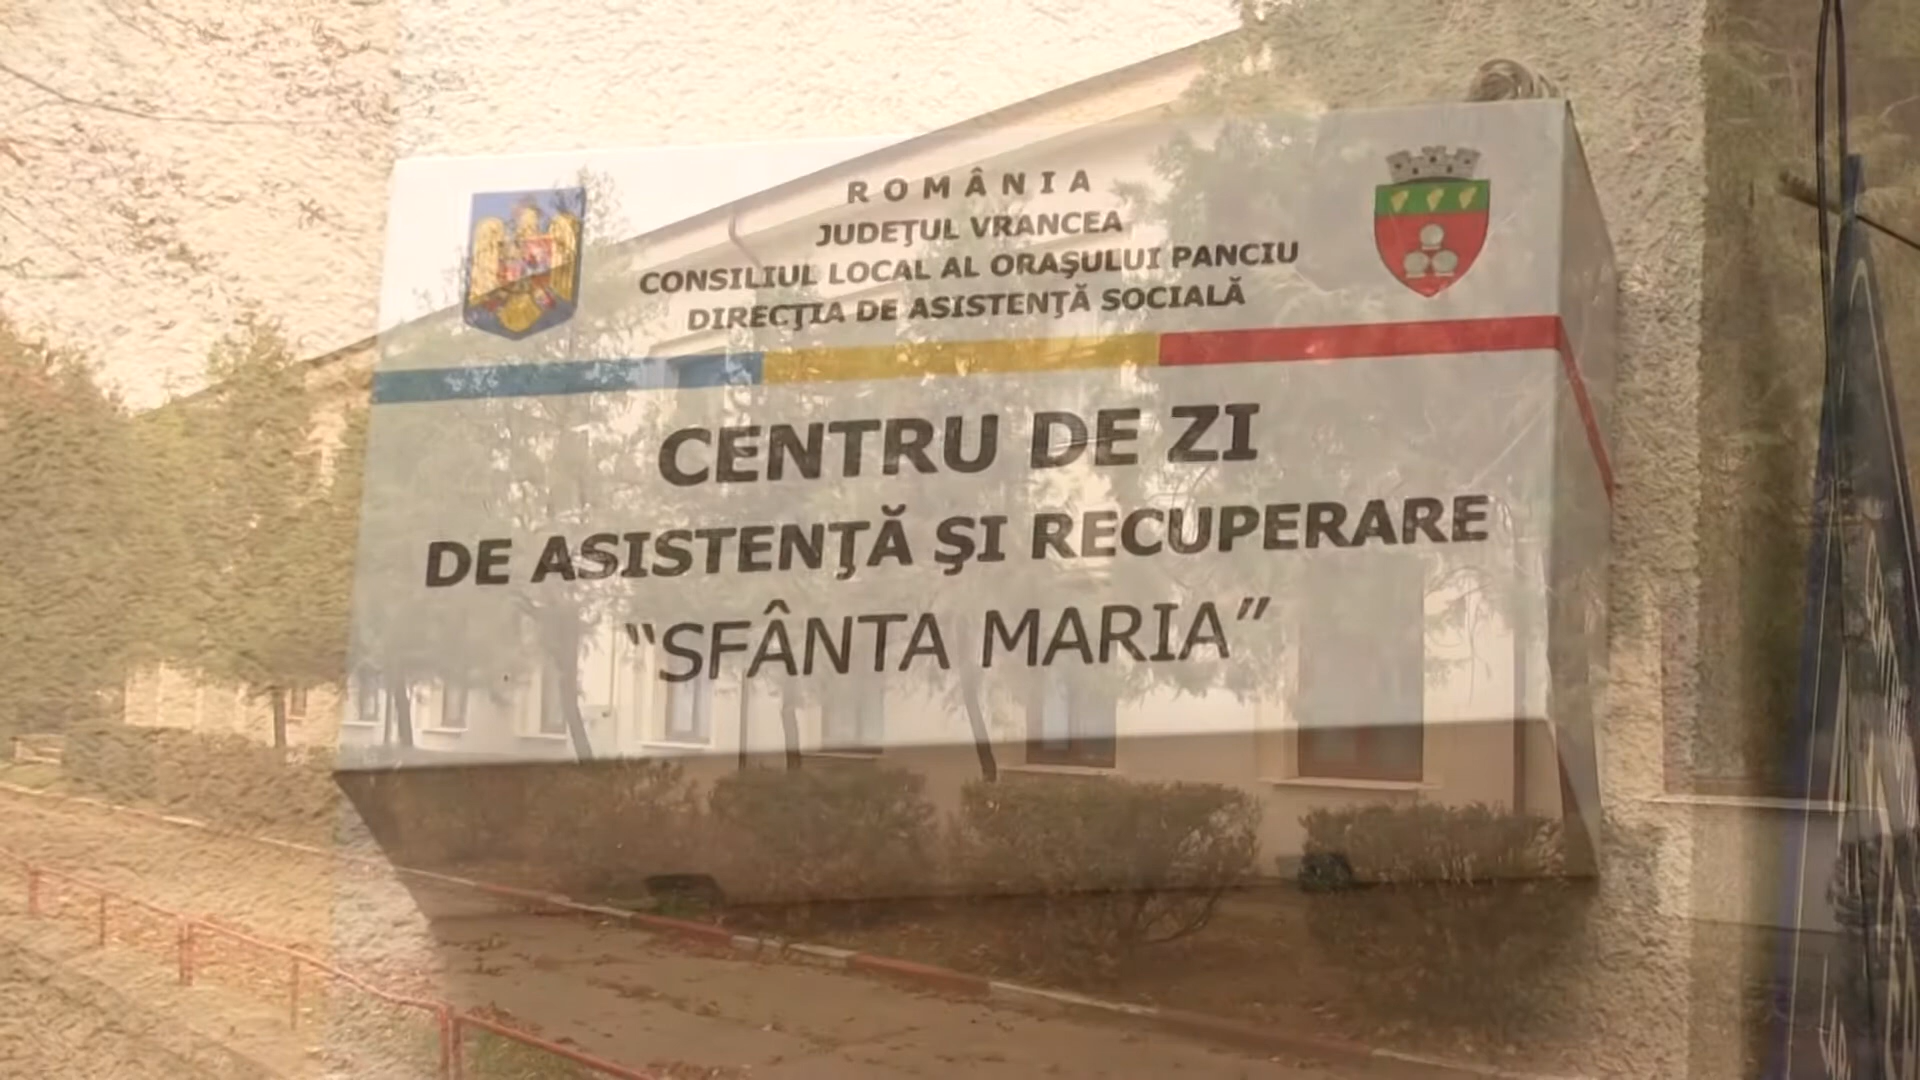 ROMÂNIA
JUDEŢUL VRANCEA
CONSILIUL LOCAL AL ORAŞULUI PANCIU
DIRECŢIA DE ASISTENŢĂ SOCIALĂ
CENTRU DE ZI
DE ASISTENŢĂ ŞI RECUPERARE
“SFÂNTA MARIA”